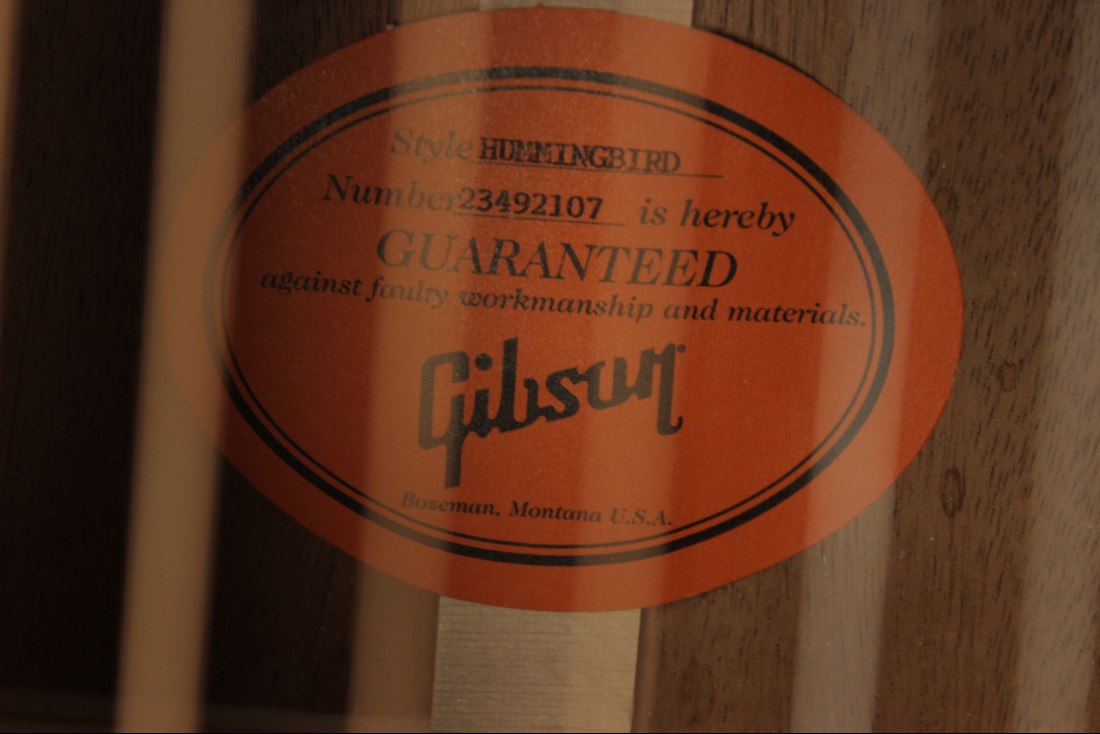 Style HUMMINGBIRD
Number 23492107 is hereby
GUARANTEED
against faulty workmanship and materials.
Gibson
Bozeman, Montana U.S.A.